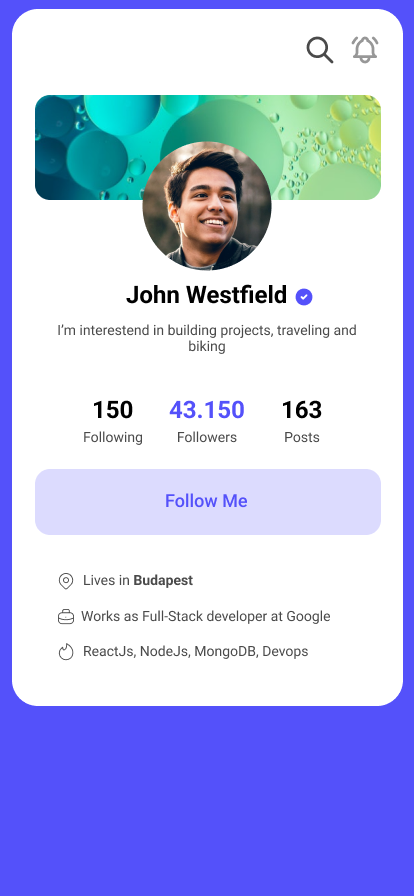 John Westfield
I'm interestend in building projects, traveling and
biking
150 43.150 163
Following Followers Posts
Follow Me
Lives in Budapest
Works as Full-Stack developer at Google
ReactJs, NodeJs, MongoDB, Devops